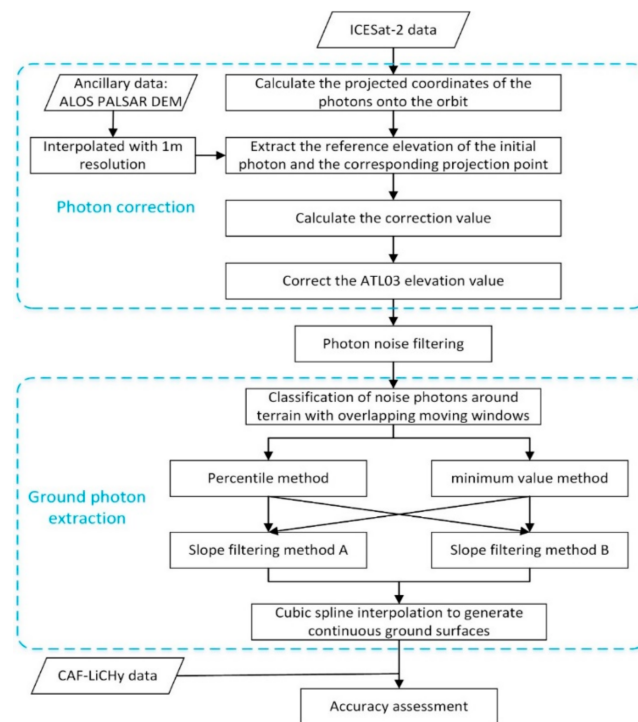 ICESat-2 data
Ancillary data:
ALOS PALSAR DEM
Calculate the projected coordinates of the
photons onto the orbit
Interpolated with 1m
resolution
Extract the reference elevation of the initial
photon and the corresponding projection point
Photon correction
Calculate the correction value
Correct the ATL03 elevation value
Photon noise filtering
Classification of noise photons around
terrain with overlapping moving windows
Percentile method
minimum value method
Ground photon
extraction
Slope filtering method A
Slope filtering method B
Cubic spline interpolation to generate
continuous ground surfaces
CAF-LiCHy data
Accuracy assessment